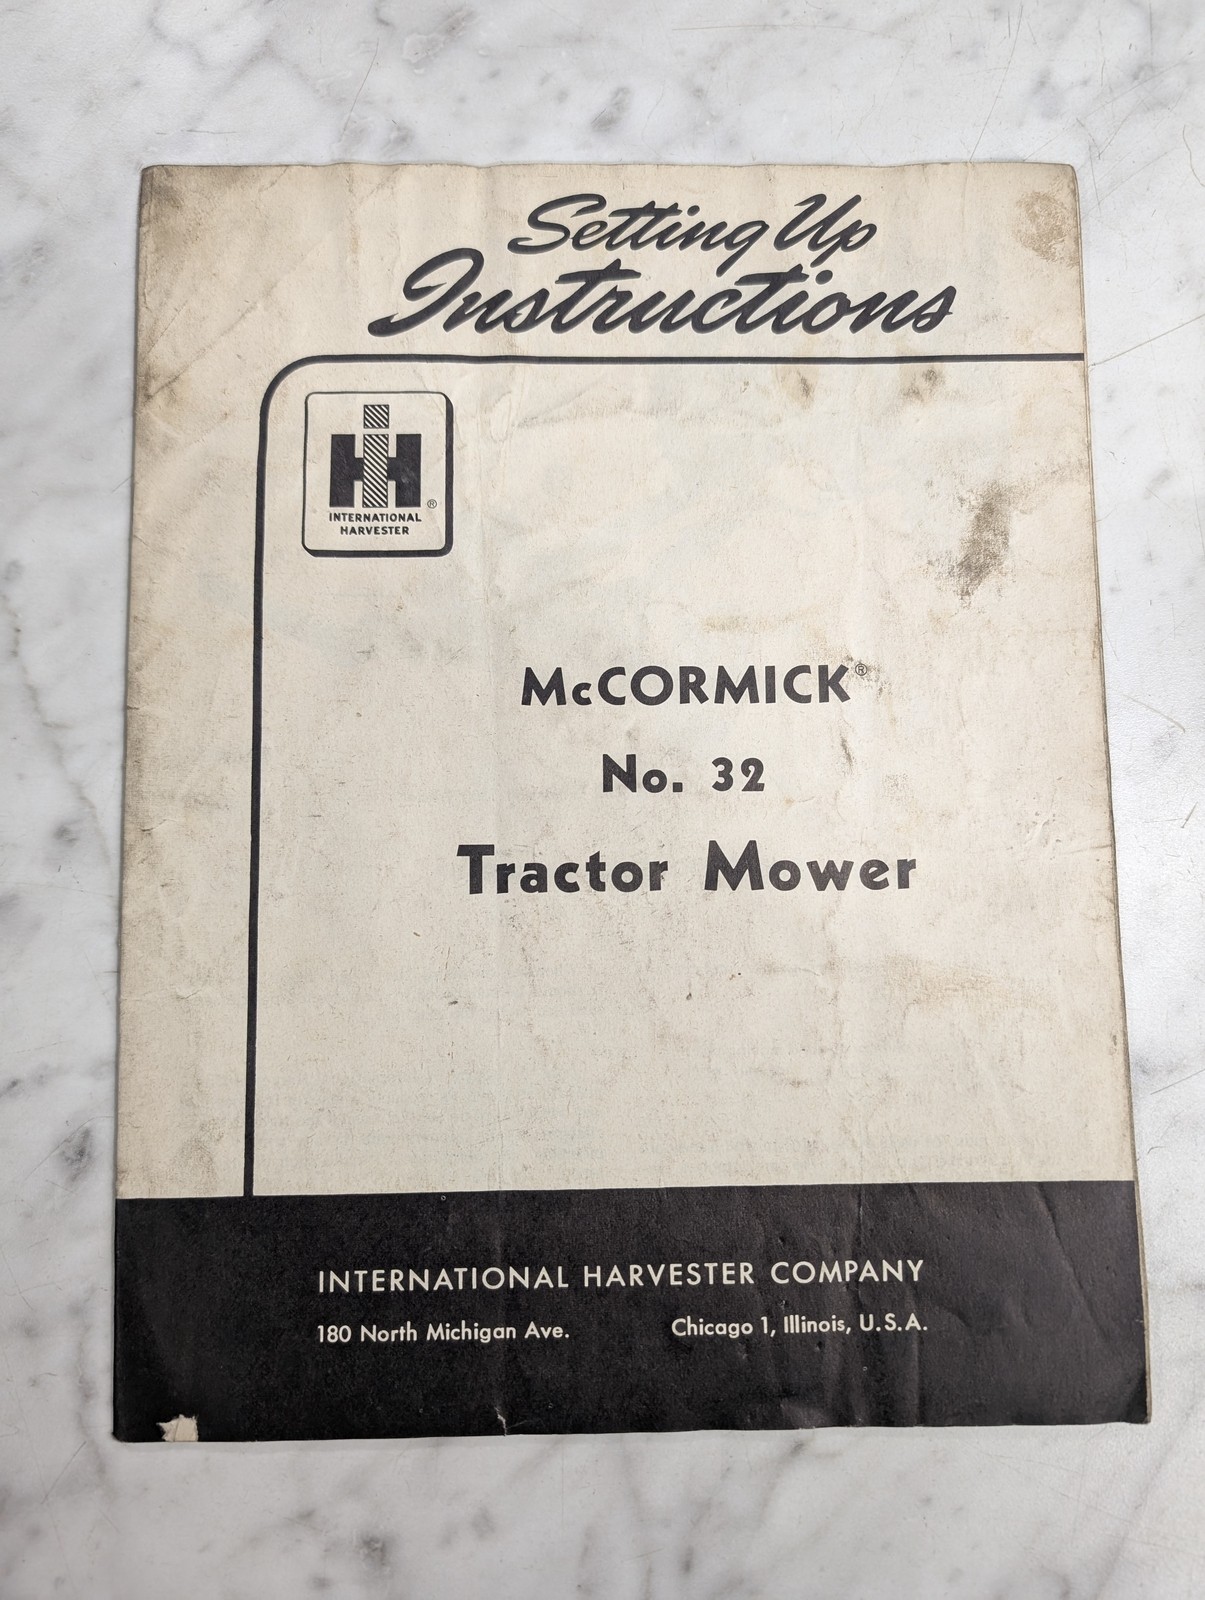 Setting Up
Instructions
IH ®
INTERNATIONAL
HARVESTER
McCORMICK®
No. 32
Tractor Mower
INTERNATIONAL HARVESTER COMPANY
180 North Michigan Ave. Chicago 1, Illinois, U.S.A.